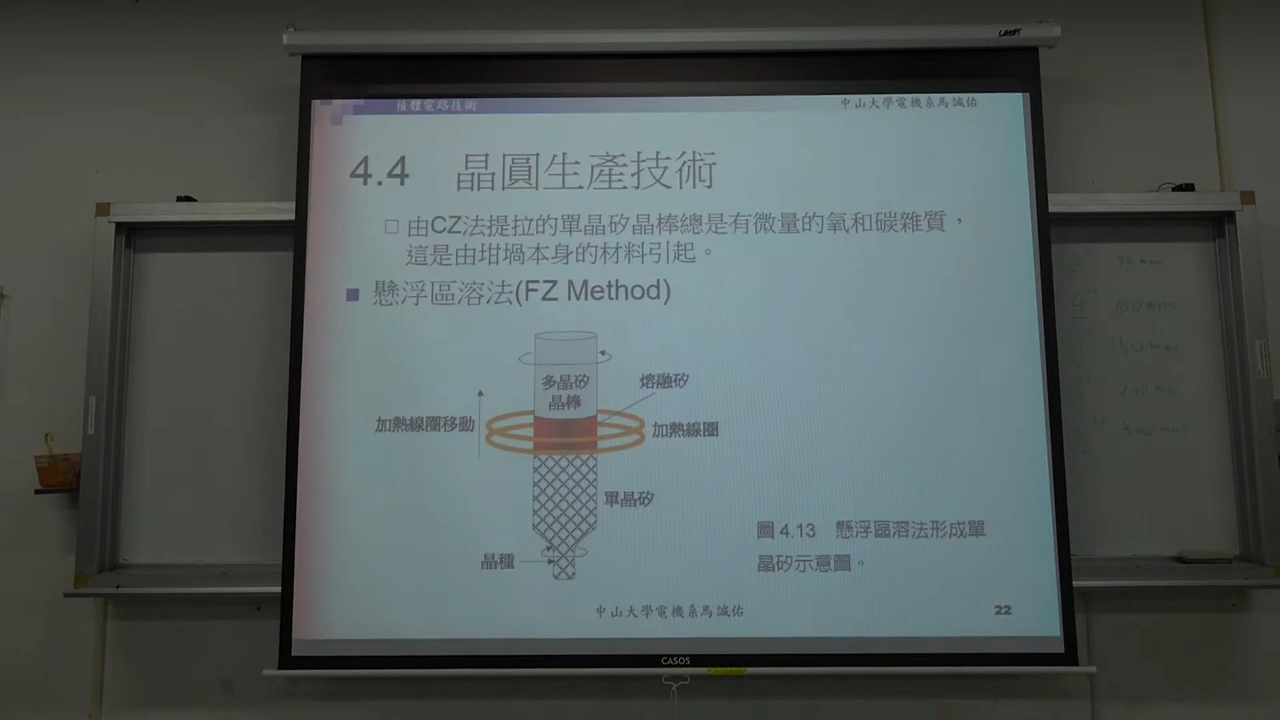 積體電路技術
中山大學電機系馬誠佑
4.4 晶圓生產技術
由CZ法提拉的單晶矽晶棒總是有微量的氧和碳雜質，
這是由坩堝本身的材料引起。
懸浮區溶法(FZ Method)
多晶矽
晶棒
熔融矽
加熱線圈移動
加熱線圈
單晶矽
晶種
圖 4.13 懸浮區溶法形成單
晶矽示意圖。
中山大學電機系馬誠佑
22
CASOS